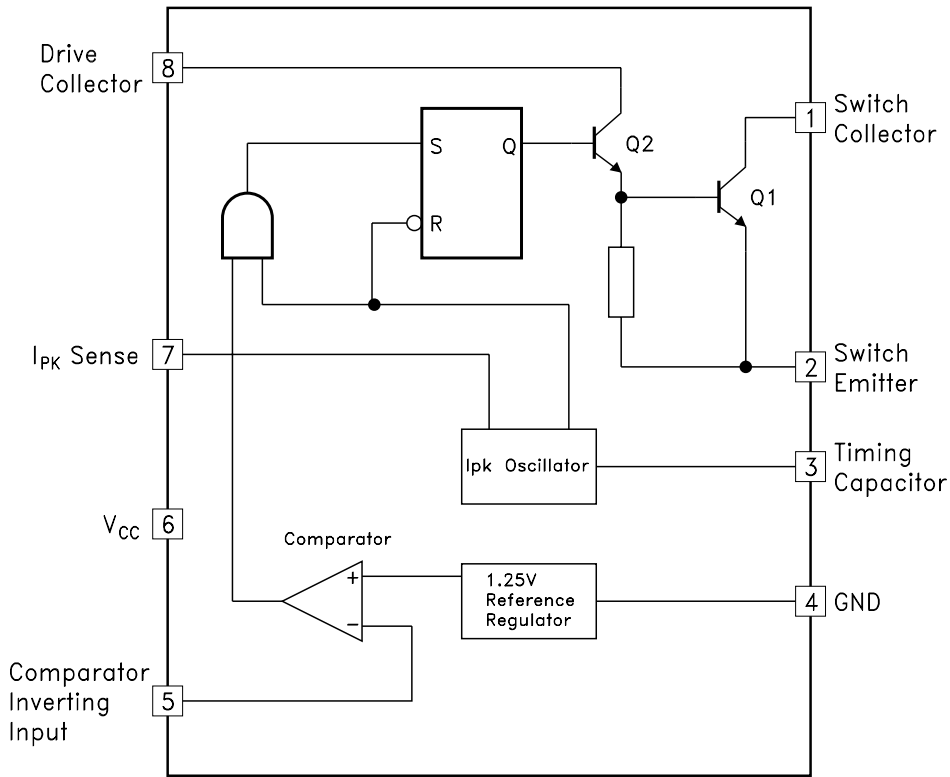 Drive
Collector
8
S
Q
Q2
1
Switch
Collector
Q1
R
I_PK Sense
7
2
Switch
Emitter
Ipk Oscillator
3
Timing
Capacitor
V_CC
6
Comparator
+
−
1.25V
Reference
Regulator
4
GND
Comparator
Inverting
Input
5